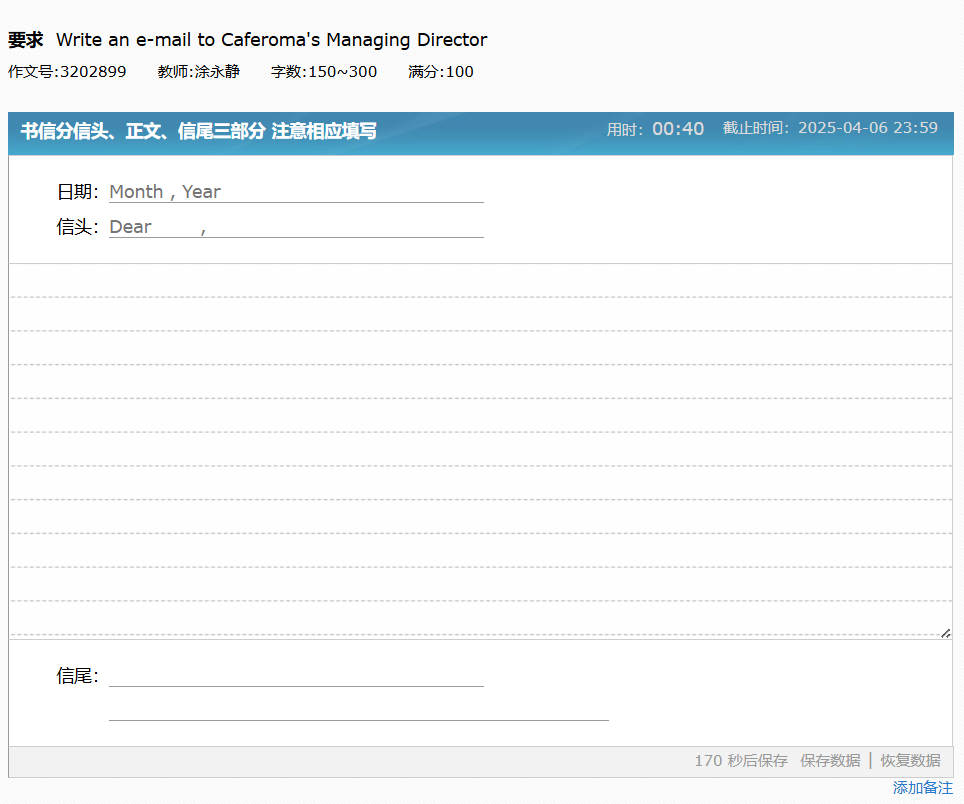 要求 Write an e-mail to Caferoma's Managing Director
作文号:3202899 教师:涂永静 字数:150~300 满分:100
书信分信头、正文、信尾三部分 注意相应填写 用时: 00:40 截止时间: 2025-04-06 23:59
日期: Month , Year
信头: Dear ,
信尾:
170 秒后保存 保存数据 | 恢复数据
添加备注